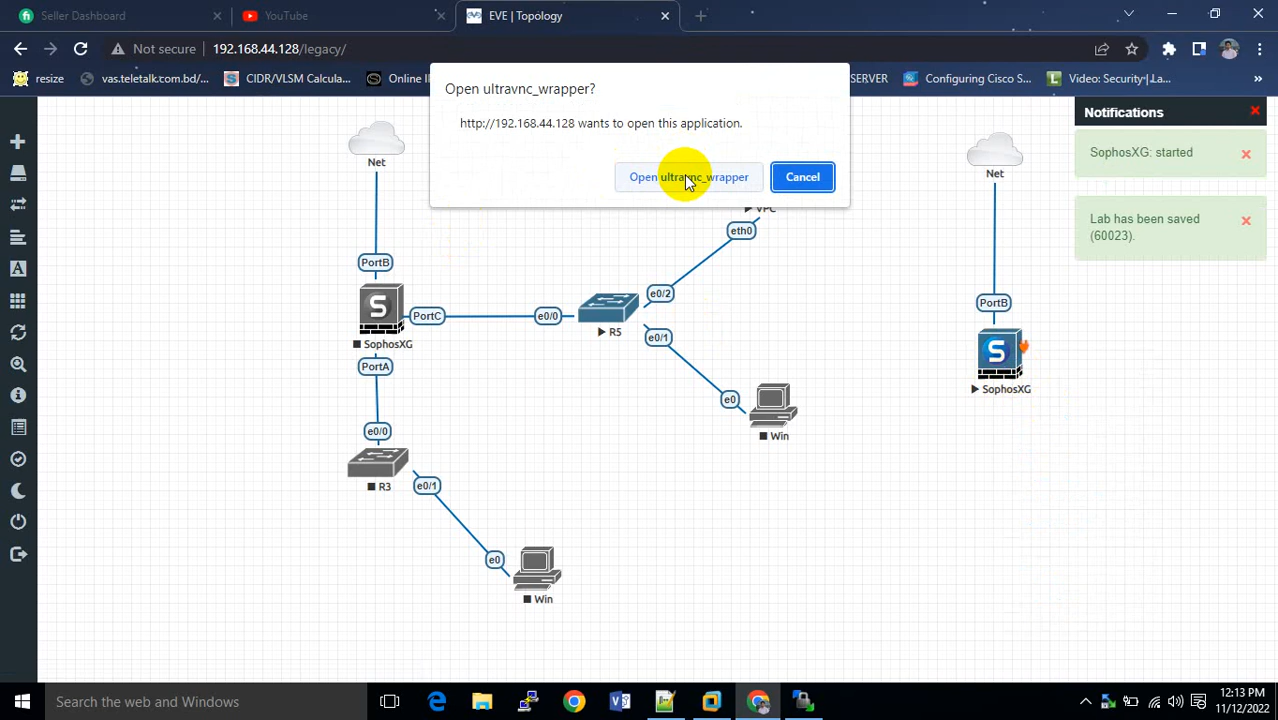 Seller Dashboard
YouTube
EVE | Topology
Not secure
192.168.44.128/legacy/
resize
vas.teletalk.com.bd/...
CIDR/VLSM Calcula...
Online ID
SERVER
Configuring Cisco S...
Video: Security | La...
»
Open ultravnc_wrapper?
http://192.168.44.128 wants to open this application.
Open ultravnc_wrapper
Cancel
Notifications
SophosXG: started
Lab has been saved
(60023).
Net
Net
VPC
eth0
PortB
e0/2
PortB
S
PortC
e0/0
R5
SophosXG
e0/1
S
PortA
SophosXG
e0
e0/0
Win
R3
e0/1
e0
Win
A
Search the web and Windows
12:13 PM
11/12/2022